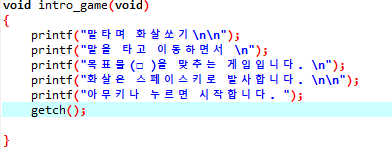 void intro_game(void)
{
printf("말타며 화살쏘기\n\n");
printf("말을 타고 이동하면서 \n");
printf("목표물(□ )을 맞추는 게임입니다. \n");
printf("화살은 스페이스키로 발사합니다. \n\n");
printf("아무키나 누르면 시작합니다. ");
getch();
}